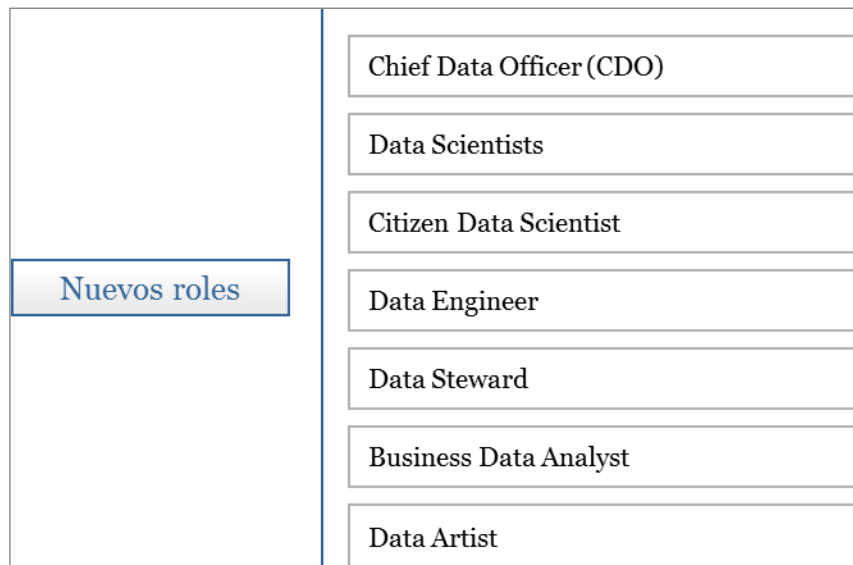 Nuevos roles
Chief Data Officer (CDO)
Data Scientists
Citizen Data Scientist
Data Engineer
Data Steward
Business Data Analyst
Data Artist